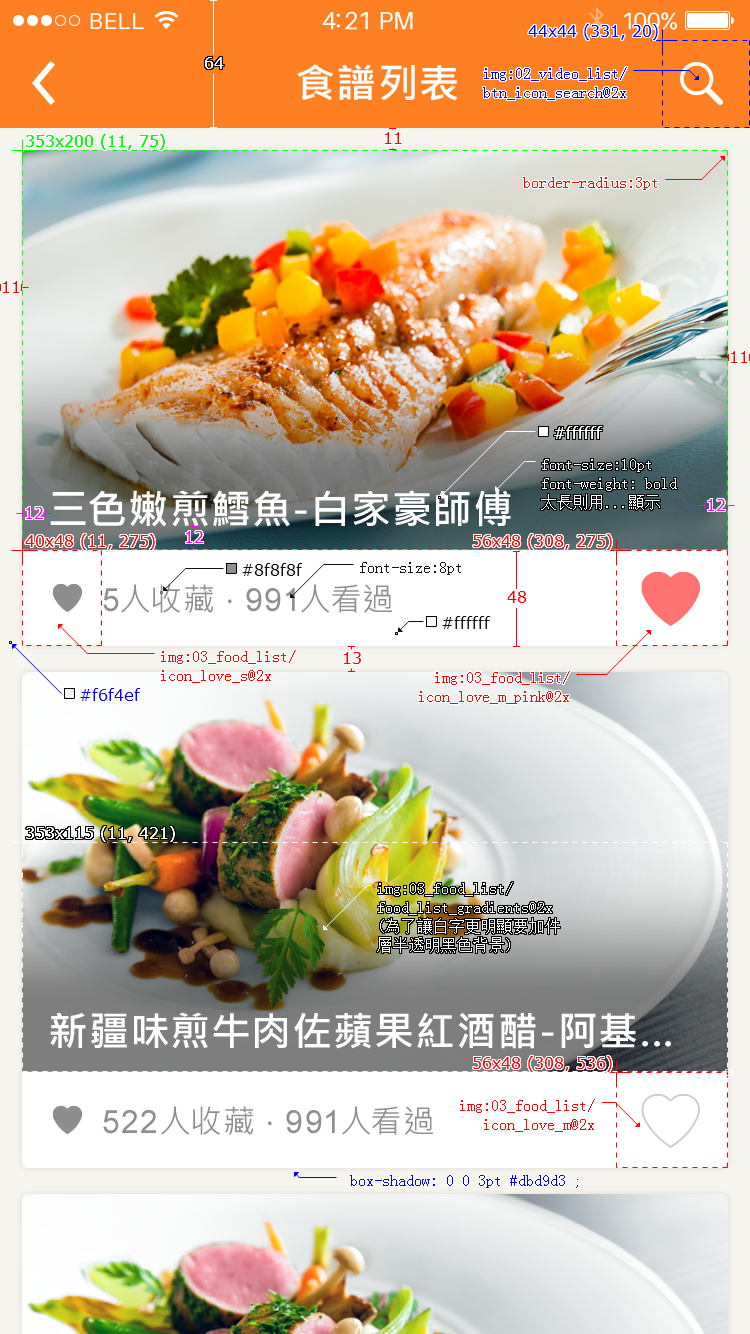 BELL
4:21 PM
100%
44x44 (331, 20)
64
食譜列表
img:02_video_list/
btn_icon_search@2x
353x200 (11, 75)
11
border-radius:3pt
11
11
#ffffff
font-size:10pt
font-weight: bold
太長則用...顯示
三色嫩煎鱈魚-白家豪師傅
12
12
12
40x48 (11, 275)
56x48 (308, 275)
#8f8f8f
font-size:8pt
5人收藏 · 991人看過
48
#ffffff
img:03_food_list/
icon_love_s@2x
13
img:03_food_list/
icon_love_m_pink@2x
#f6f4ef
353x115 (11, 421)
img:03_food_list/
food_list_gradients@2x
(為了讓白字更明顯要加件
層半透明黑色背景)
新疆味煎牛肉佐蘋果紅酒醋-阿基...
56x48 (308, 536)
522人收藏 · 991人看過
img:03_food_list/
icon_love_m@2x
box-shadow: 0 0 3pt #dbd9d3 ;